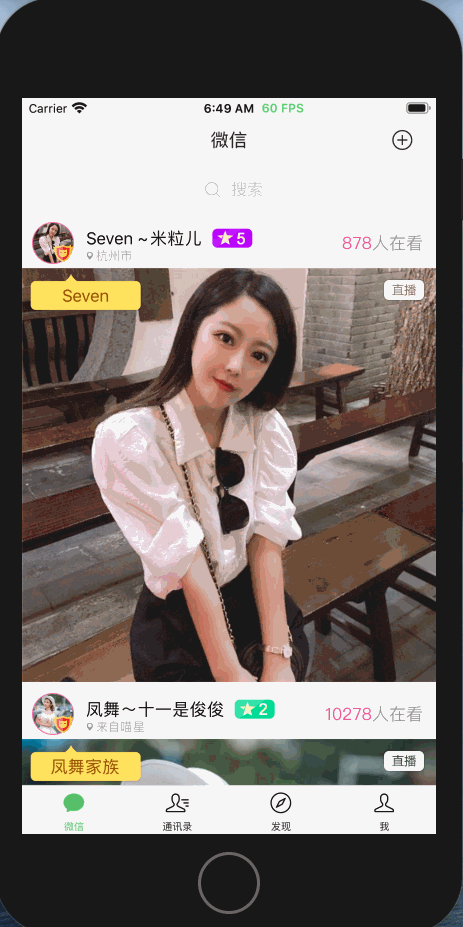 Carrier 6:49 AM 60 FPS
微信
搜索
Seven ~米粒儿 5
878人在看
杭州市
Seven
直播
凤舞～十一是俊俊 2
10278人在看
来自喵星
凤舞家族
直播
微信 通讯录 发现 我